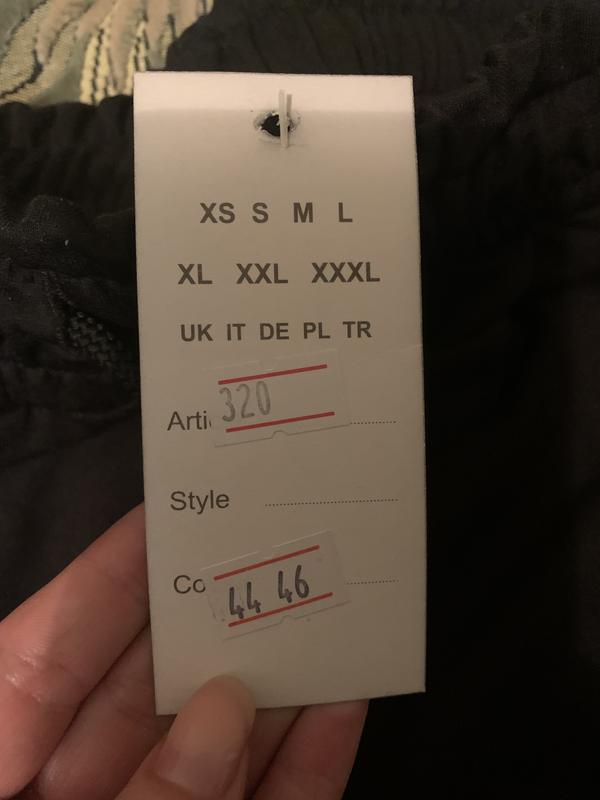 XS S M L
XL XXL XXXL
UK IT DE PL TR
320
Arti
Style
Co
44 46